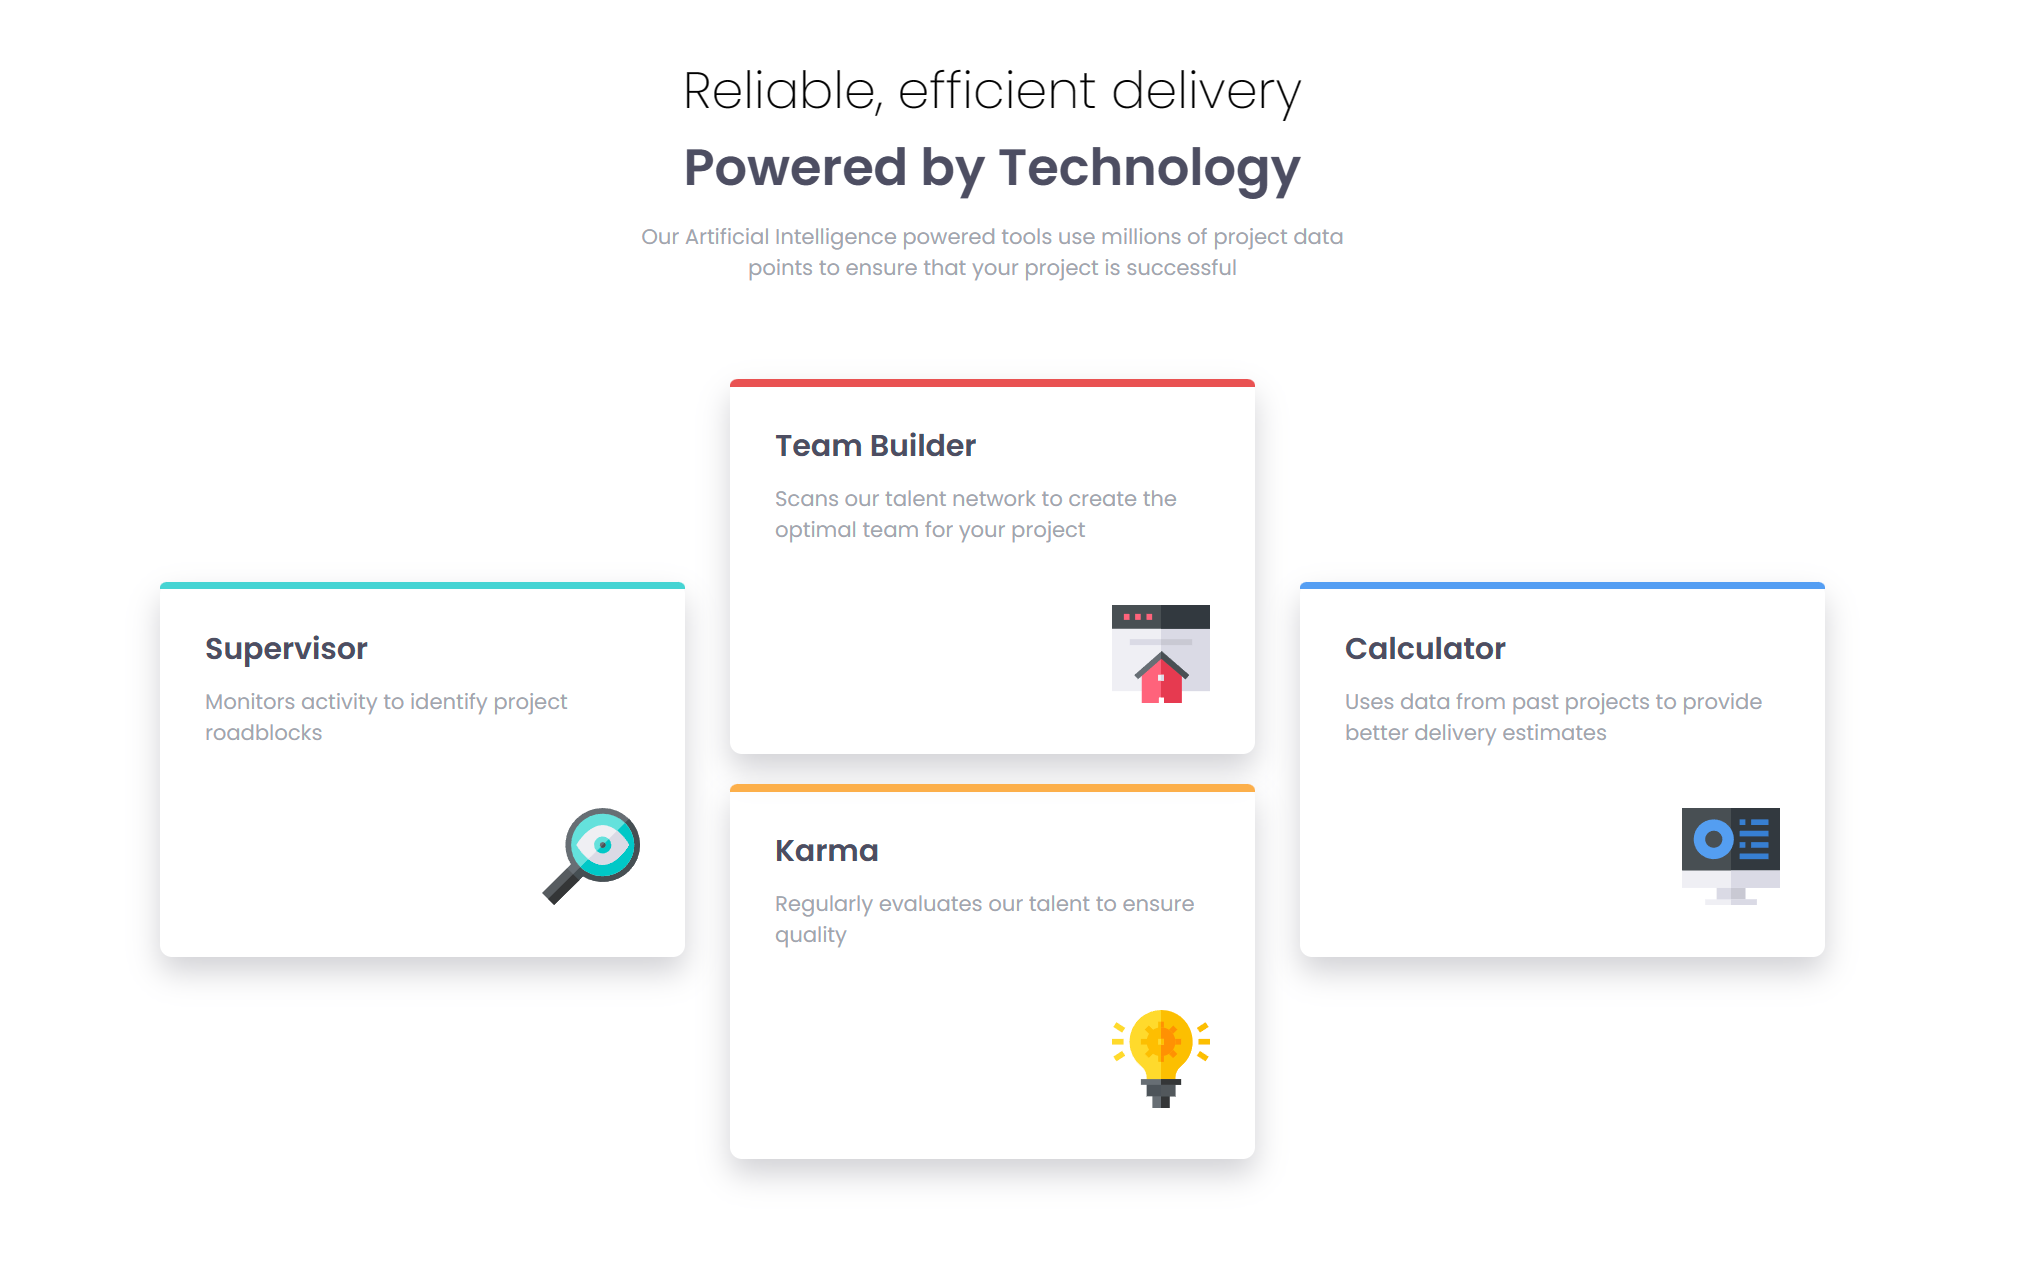 Reliable, efficient delivery
Powered by Technology
Our Artificial Intelligence powered tools use millions of project data
points to ensure that your project is successful
Supervisor
Monitors activity to identify project
roadblocks
Team Builder
Scans our talent network to create the
optimal team for your project
Karma
Regularly evaluates our talent to ensure
quality
Calculator
Uses data from past projects to provide
better delivery estimates